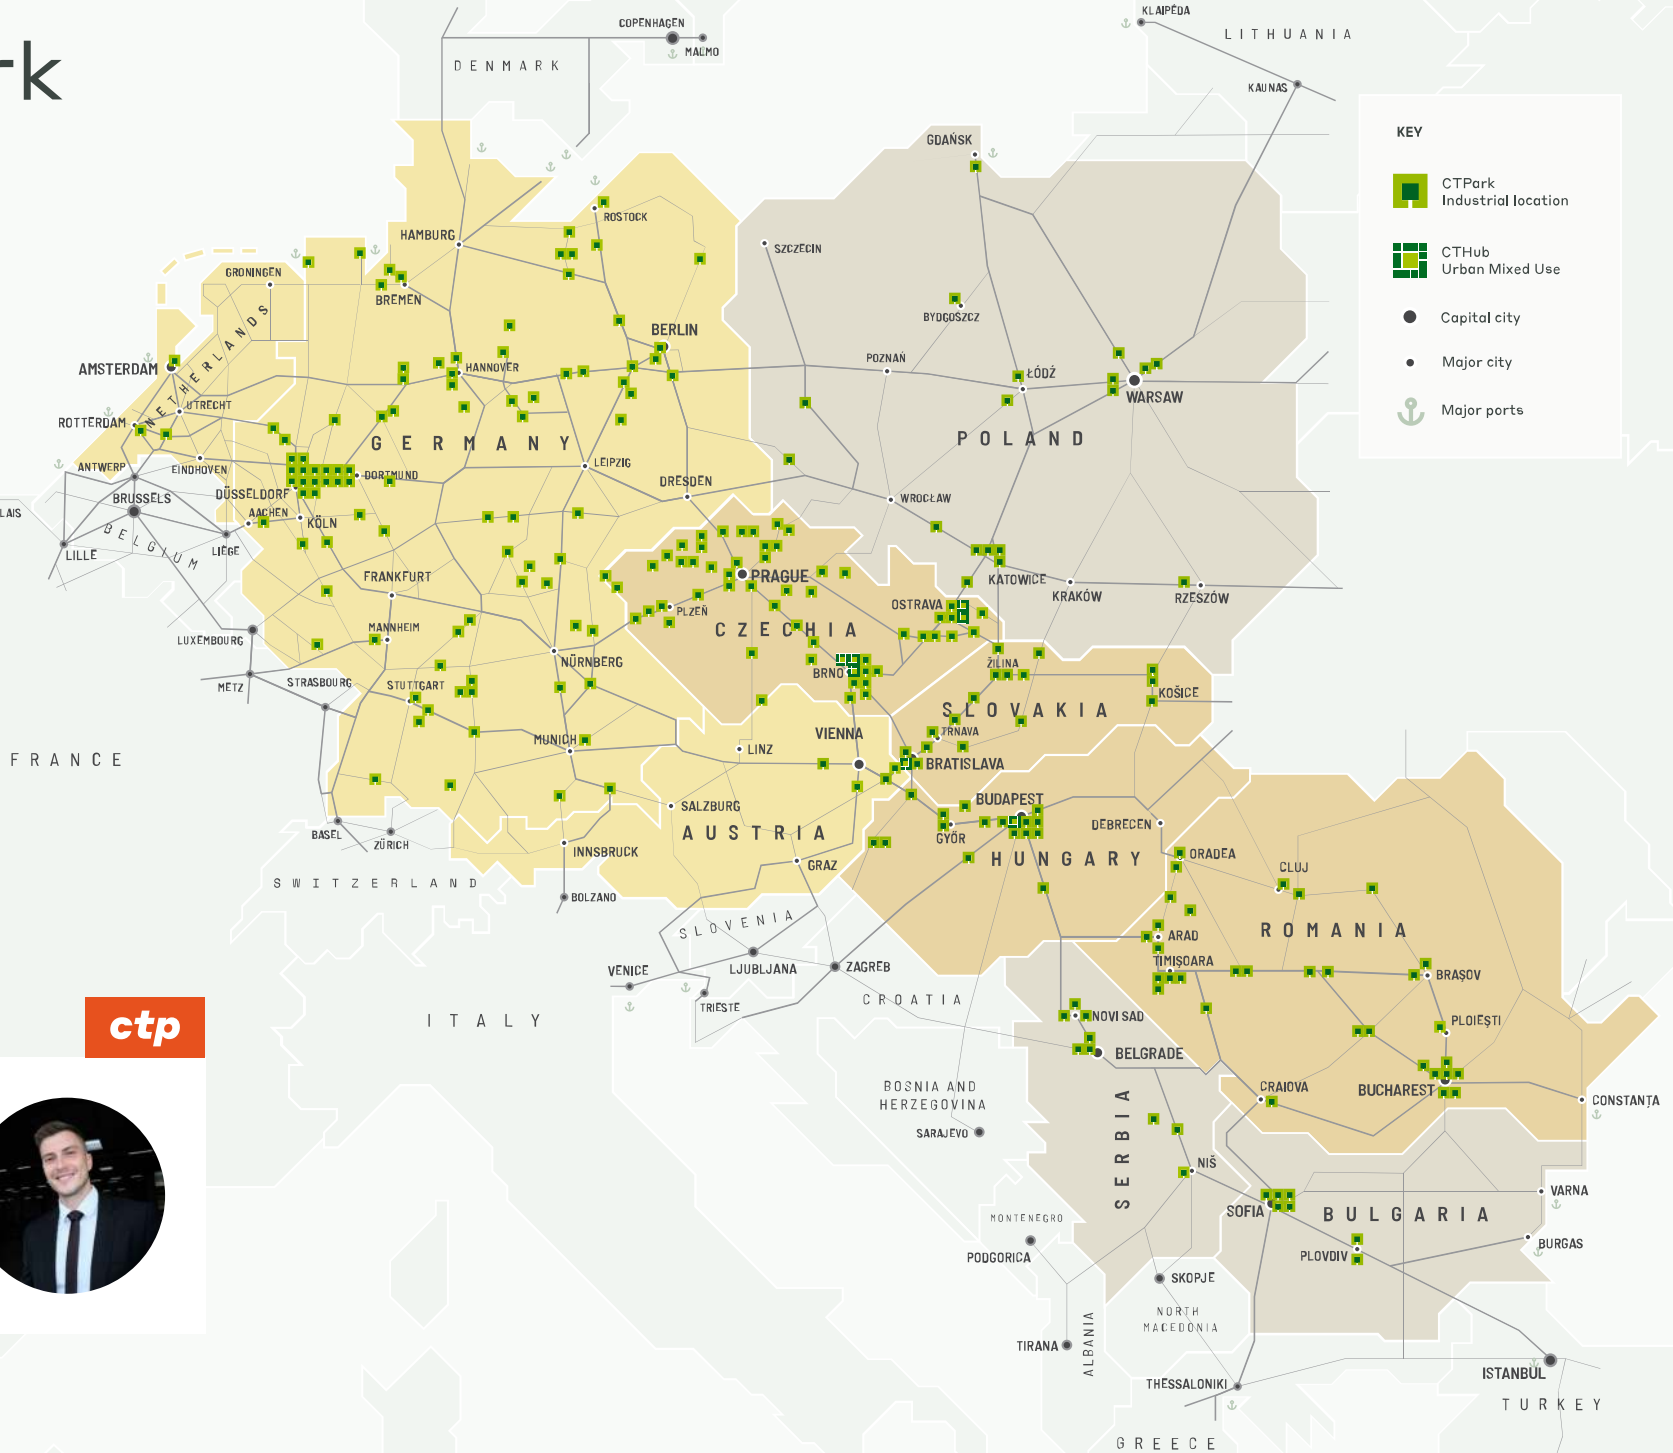 rk
COPENHAGEN
MALMO
DENMARK
KLAIPĖDA
LITHUANIA
KAUNAS
KEY
CTPark
Industrial location
CTHub
Urban Mixed Use
Capital city
Major city
Major ports
GDAŃSK
ROSTOCK
HAMBURG
SZCZECIN
GRONINGEN
BREMEN
BYDGOSZCZ
NETHERLANDS
BERLIN
AMSTERDAM
HANNOVER
POZNAŃ
ŁÓDŹ
WARSAW
UTRECHT
ROTTERDAM
GERMANY
POLAND
ANTWERP
EINDHOVEN
DORTMUND
LEIPZIG
DRESDEN
DÜSSELDORF
BRUSSELS
WROCŁAW
LAIS
AACHEN
KÖLN
BELGIUM
LILLE
LIÈGE
FRANKFURT
PRAGUE
KATOWICE
KRAKÓW
RZESZÓW
OSTRAVA
PLZEŇ
CZECHIA
MANNHEIM
LUXEMBOURG
NÜRNBERG
ŽILINA
BRNO
METZ
STRASBOURG
STUTTGART
KOŠICE
SLOVAKIA
TRNAVA
VIENNA
MUNICH
LINZ
FRANCE
BRATISLAVA
SALZBURG
BUDAPEST
BASEL
ZÜRICH
AUSTRIA
GYŐR
DEBRECEN
INNSBRUCK
GRAZ
HUNGARY
ORADEA
CLUJ
SWITZERLAND
BOLZANO
SLOVENIA
ROMANIA
ARAD
TIMIȘOARA
VENICE
LJUBLJANA
ZAGREB
BRAȘOV
TRIESTE
CROATIA
ITALY
NOVI SAD
PLOIEȘTI
ctp
BELGRADE
BOSNIA AND
HERZEGOVINA
CRAIOVA
BUCHAREST
CONSTANȚA
SARAJEVO
SERBIA
NIŠ
VARNA
MONTENEGRO
SOFIA
BULGARIA
PODGORICA
PLOVDIV
BURGAS
SKOPJE
NORTH
MACEDONIA
TIRANA
ALBANIA
ISTANBUL
THESSALONIKI
TURKEY
GREECE